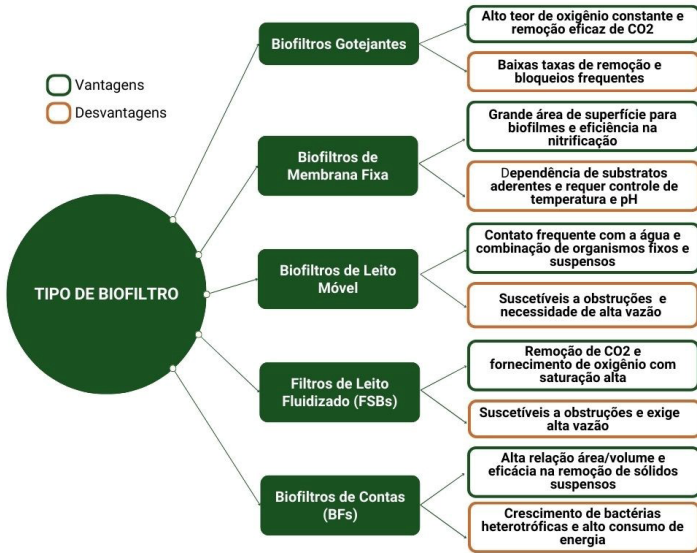 Vantagens
Desvantagens
TIPO DE BIOFILTRO
Biofiltros Gotejantes
Alto teor de oxigênio constante e
remoção eficaz de CO2
Baixas taxas de remoção e
bloqueios frequentes
Biofiltros de
Membrana Fixa
Grande área de superfície para
biofilmes e eficiência na
nitrificação
Dependência de substratos
aderentes e requer controle de
temperatura e pH
Biofiltros de Leito
Móvel
Contato frequente com a água e
combinação de organismos fixos e
suspensos
Suscetíveis a obstruções e
necessidade de alta vazão
Filtros de Leito
Fluidizado (FSBs)
Remoção de CO2 e
fornecimento de oxigênio com
saturação alta
Suscetíveis a obstruções e exige
alta vazão
Biofiltros de Contas
(BFs)
Alta relação área/volume e
eficácia na remoção de sólidos
suspensos
Crescimento de bactérias
heterotróficas e alto consumo de
energia